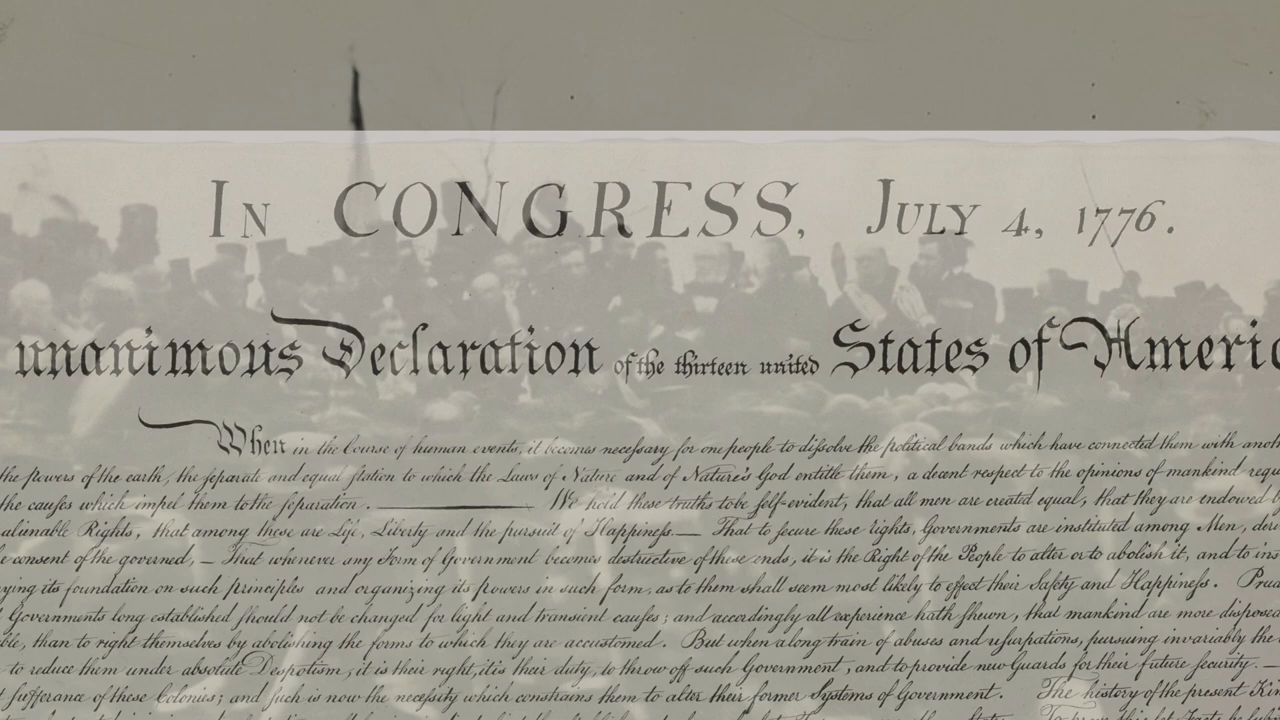 In CONGRESS, July 4, 1776.
unanimous Declaration of the thirteen united States of Americ
When in the Course of human events, it becomes necessary for one people to dissolve the political bands which have connected them with anoth
the powers of the earth, the separate and equal station to which the Laws of Nature and of Nature's God entitle them, a decent respect to the opinions of mankind requ
the causes which impel them to the separation. We hold these truths to be self-evident, that all men are created equal, that they are endowed b
alienable Rights, that among these are Life, Liberty and the pursuit of Happiness.— That to secure these rights, Governments are instituted among Men, deri
e consent of the governed, — That whenever any Form of Government becomes destructive of these ends, it is the Right of the People to alter or to abolish it, and to ins
ying its foundation on such principles and organizing its powers in such form, as to them shall seem most likely to effect their Safety and Happiness. Prud
Governments long established should not be changed for light and transient causes; and accordingly all experience hath shewn, that mankind are more disposed
ble, than to right themselves by abolishing the forms to which they are accustomed. But when a long train of abuses and usurpations, pursuing invariably the
to reduce them under absolute Despotism, it is their right, it is their duty, to throw off such Government, and to provide new Guards for their future security.—
t sufferance of these Colonies; and such is now the necessity which constrains them to alter their former Systems of Government. The history of the present Kin